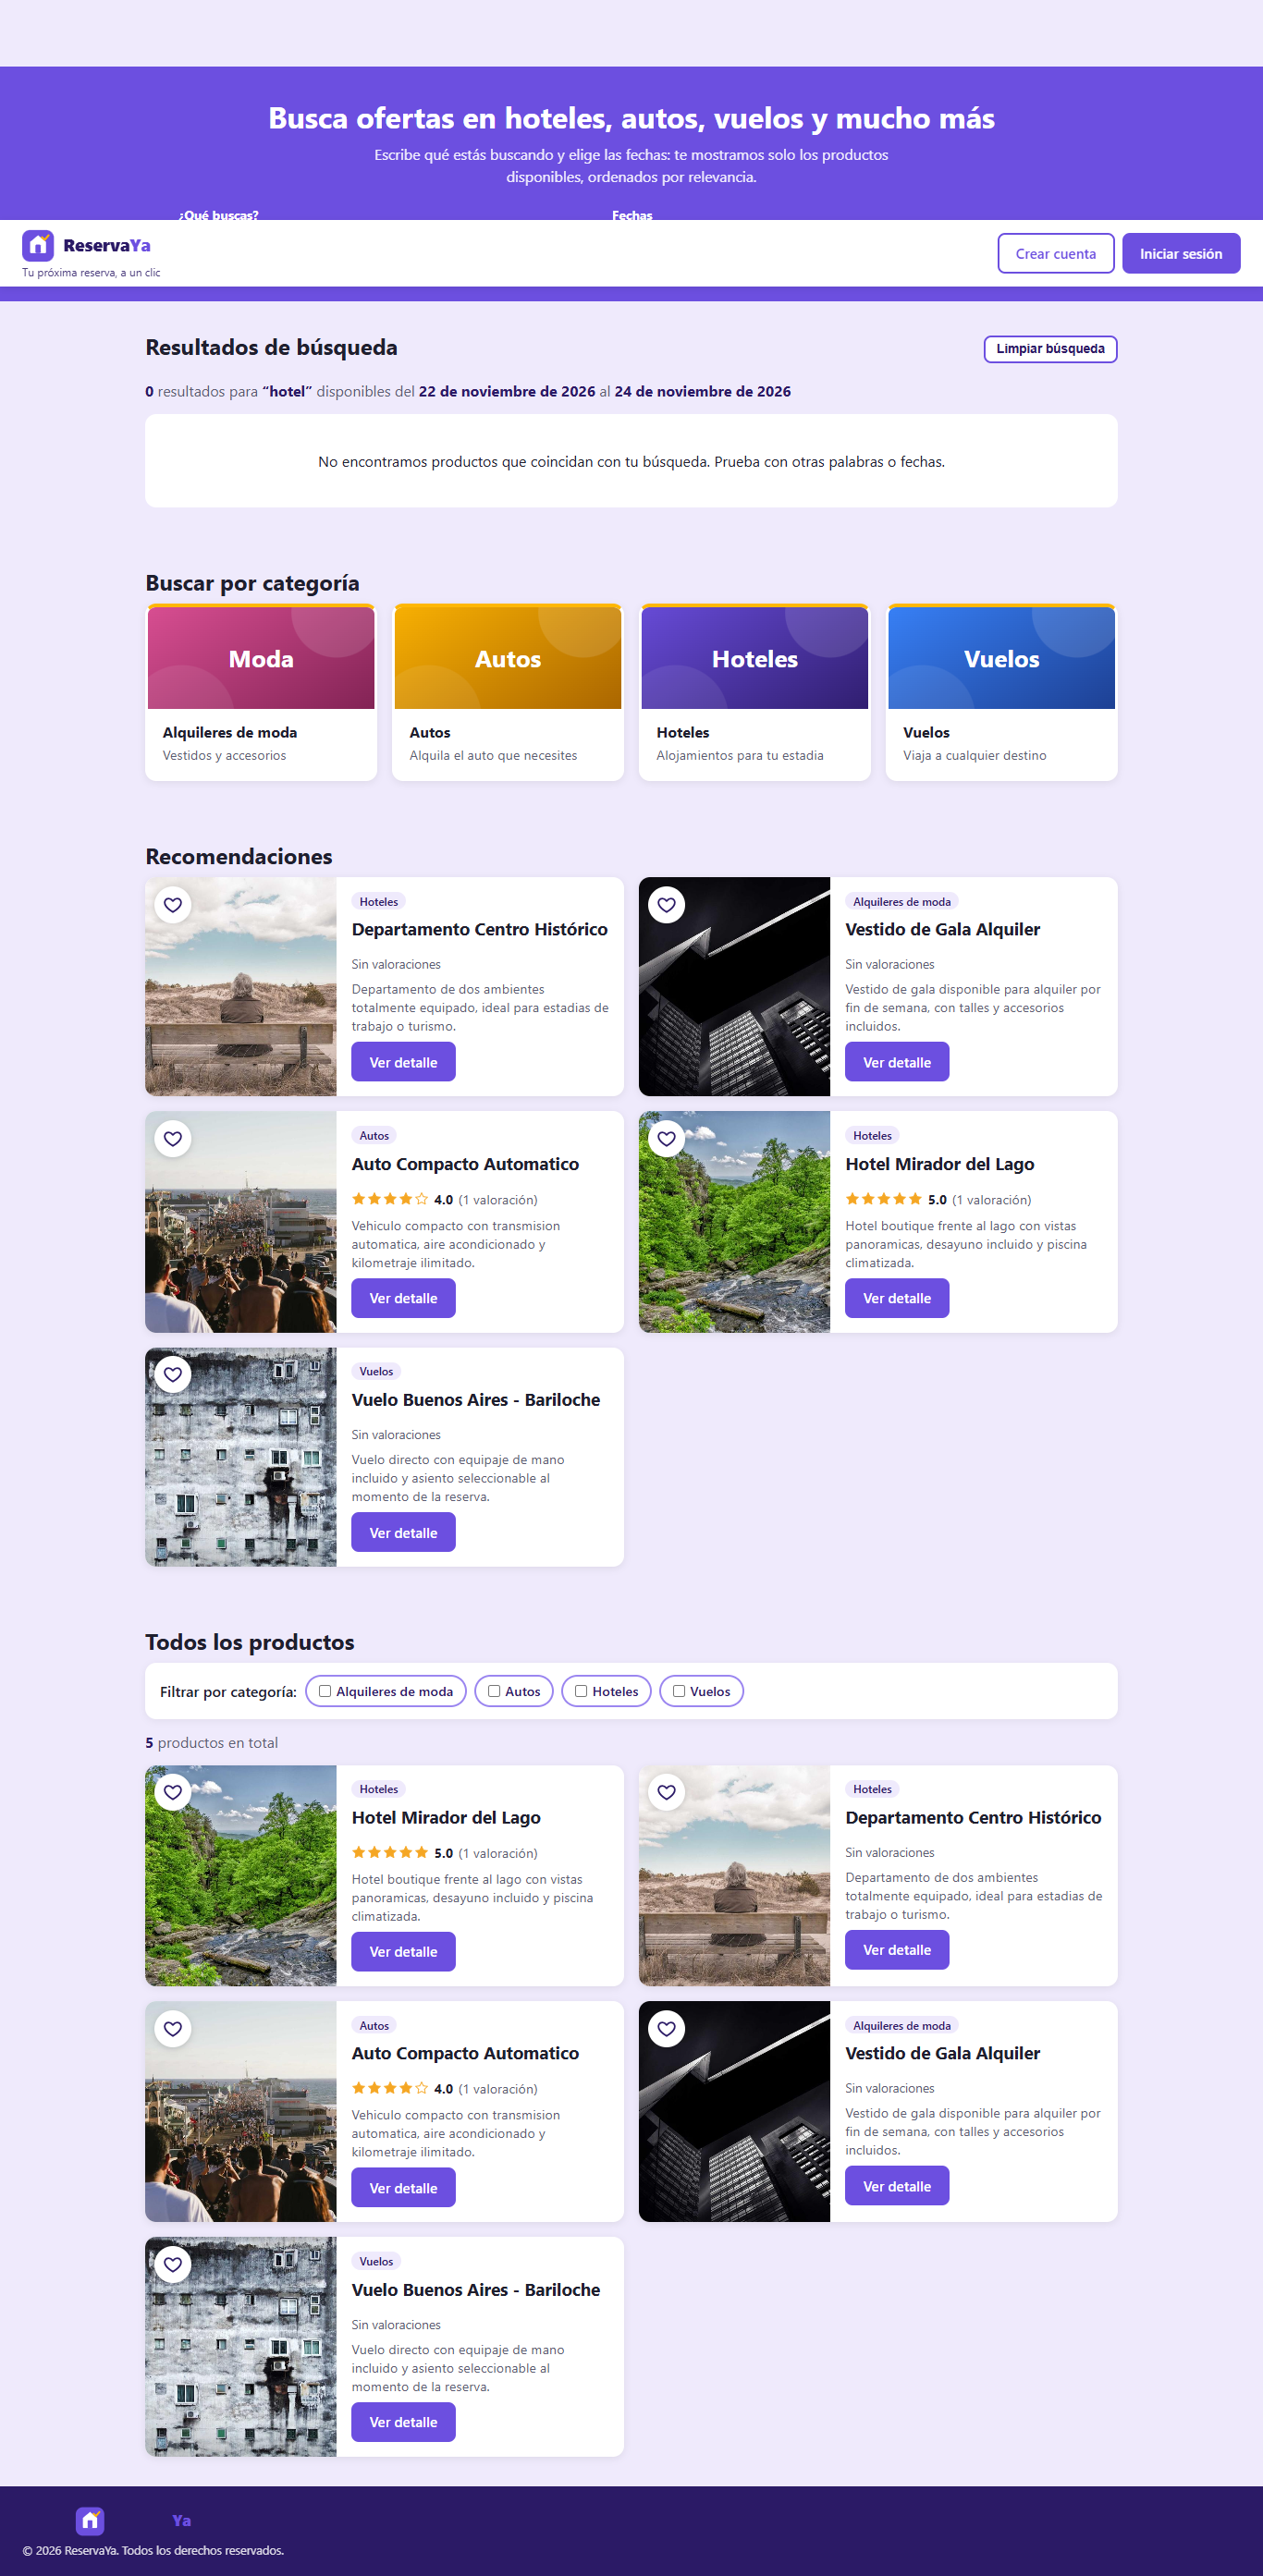 Busca ofertas en hoteles, autos, vuelos y mucho más
Escribe qué estás buscando y elige las fechas: te mostramos solo los productos
disponibles, ordenados por relevancia.
¿Qué buscas?
Fechas
ReservaYa
Tu próxima reserva, a un clic
Crear cuenta
Iniciar sesión
Resultados de búsqueda
Limpiar búsqueda
0 resultados para “hotel” disponibles del 22 de noviembre de 2026 al 24 de noviembre de 2026
No encontramos productos que coincidan con tu búsqueda. Prueba con otras palabras o fechas.
Buscar por categoría
Moda
Alquileres de moda
Vestidos y accesorios
Autos
Autos
Alquila el auto que necesites
Hoteles
Hoteles
Alojamientos para tu estadia
Vuelos
Vuelos
Viaja a cualquier destino
Recomendaciones
Hoteles
Departamento Centro Histórico
Sin valoraciones
Departamento de dos ambientes
totalmente equipado, ideal para estadias de
trabajo o turismo.
Ver detalle
Alquileres de moda
Vestido de Gala Alquiler
Sin valoraciones
Vestido de gala disponible para alquiler por
fin de semana, con talles y accesorios
incluidos.
Ver detalle
Autos
Auto Compacto Automatico
4.0 (1 valoración)
Vehiculo compacto con transmision
automatica, aire acondicionado y
kilometraje ilimitado.
Ver detalle
Hoteles
Hotel Mirador del Lago
5.0 (1 valoración)
Hotel boutique frente al lago con vistas
panoramicas, desayuno incluido y piscina
climatizada.
Ver detalle
Vuelos
Vuelo Buenos Aires - Bariloche
Sin valoraciones
Vuelo directo con equipaje de mano
incluido y asiento seleccionable al
momento de la reserva.
Ver detalle
Todos los productos
Filtrar por categoría:
Alquileres de moda
Autos
Hoteles
Vuelos
5 productos en total
Hoteles
Hotel Mirador del Lago
5.0 (1 valoración)
Hotel boutique frente al lago con vistas
panoramicas, desayuno incluido y piscina
climatizada.
Ver detalle
Hoteles
Departamento Centro Histórico
Sin valoraciones
Departamento de dos ambientes
totalmente equipado, ideal para estadias de
trabajo o turismo.
Ver detalle
Autos
Auto Compacto Automatico
4.0 (1 valoración)
Vehiculo compacto con transmision
automatica, aire acondicionado y
kilometraje ilimitado.
Ver detalle
Alquileres de moda
Vestido de Gala Alquiler
Sin valoraciones
Vestido de gala disponible para alquiler por
fin de semana, con talles y accesorios
incluidos.
Ver detalle
Vuelos
Vuelo Buenos Aires - Bariloche
Sin valoraciones
Vuelo directo con equipaje de mano
incluido y asiento seleccionable al
momento de la reserva.
Ver detalle
Ya
© 2026 ReservaYa. Todos los derechos reservados.